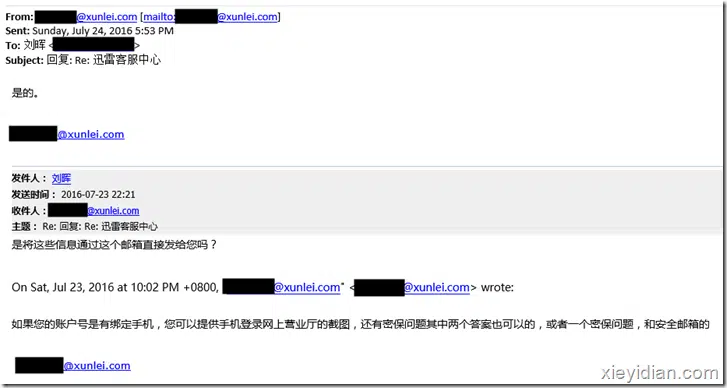 From: @xunlei.com [mailto: @xunlei.com]
Sent: Sunday, July 24, 2016 5:53 PM
To: 刘晖 < >
Subject: 回复: Re: 迅雷客服中心
是的。
@xunlei.com
发件人： 刘晖
发送时间： 2016-07-23 22:21
收件人： @xunlei.com
主题： Re: 回复: Re: 迅雷客服中心
是将这些信息通过这个邮箱直接发给您吗？
On Sat, Jul 23, 2016 at 10:02 PM +0800, @xunlei.com" < @xunlei.com> wrote:
如果您的账户号是有绑定手机，您可以提供手机登录网上营业厅的截图，还有密保问题其中两个答案也可以的，或者一个密保问题，和安全邮箱的
@xunlei.com
xieyidian.com